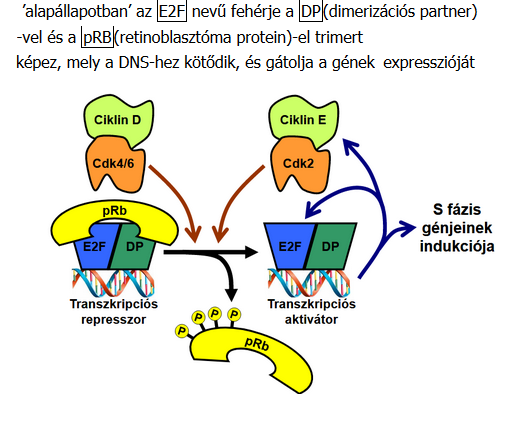 'alapállapotban' az E2F nevű fehérje a DP(dimerizációs partner)
-vel és a pRB(retinoblasztóma protein)-el trimert
képez, mely a DNS-hez kötődik, és gátolja a gének expresszióját
Ciklin D
Cdk4/6
Ciklin E
Cdk2
pRb
E2F
DP
E2F
DP
S fázis
génjeinek
indukciója
Transzkripciós
represszor
Transzkripciós
aktivátor
P
P
P
P
pRb